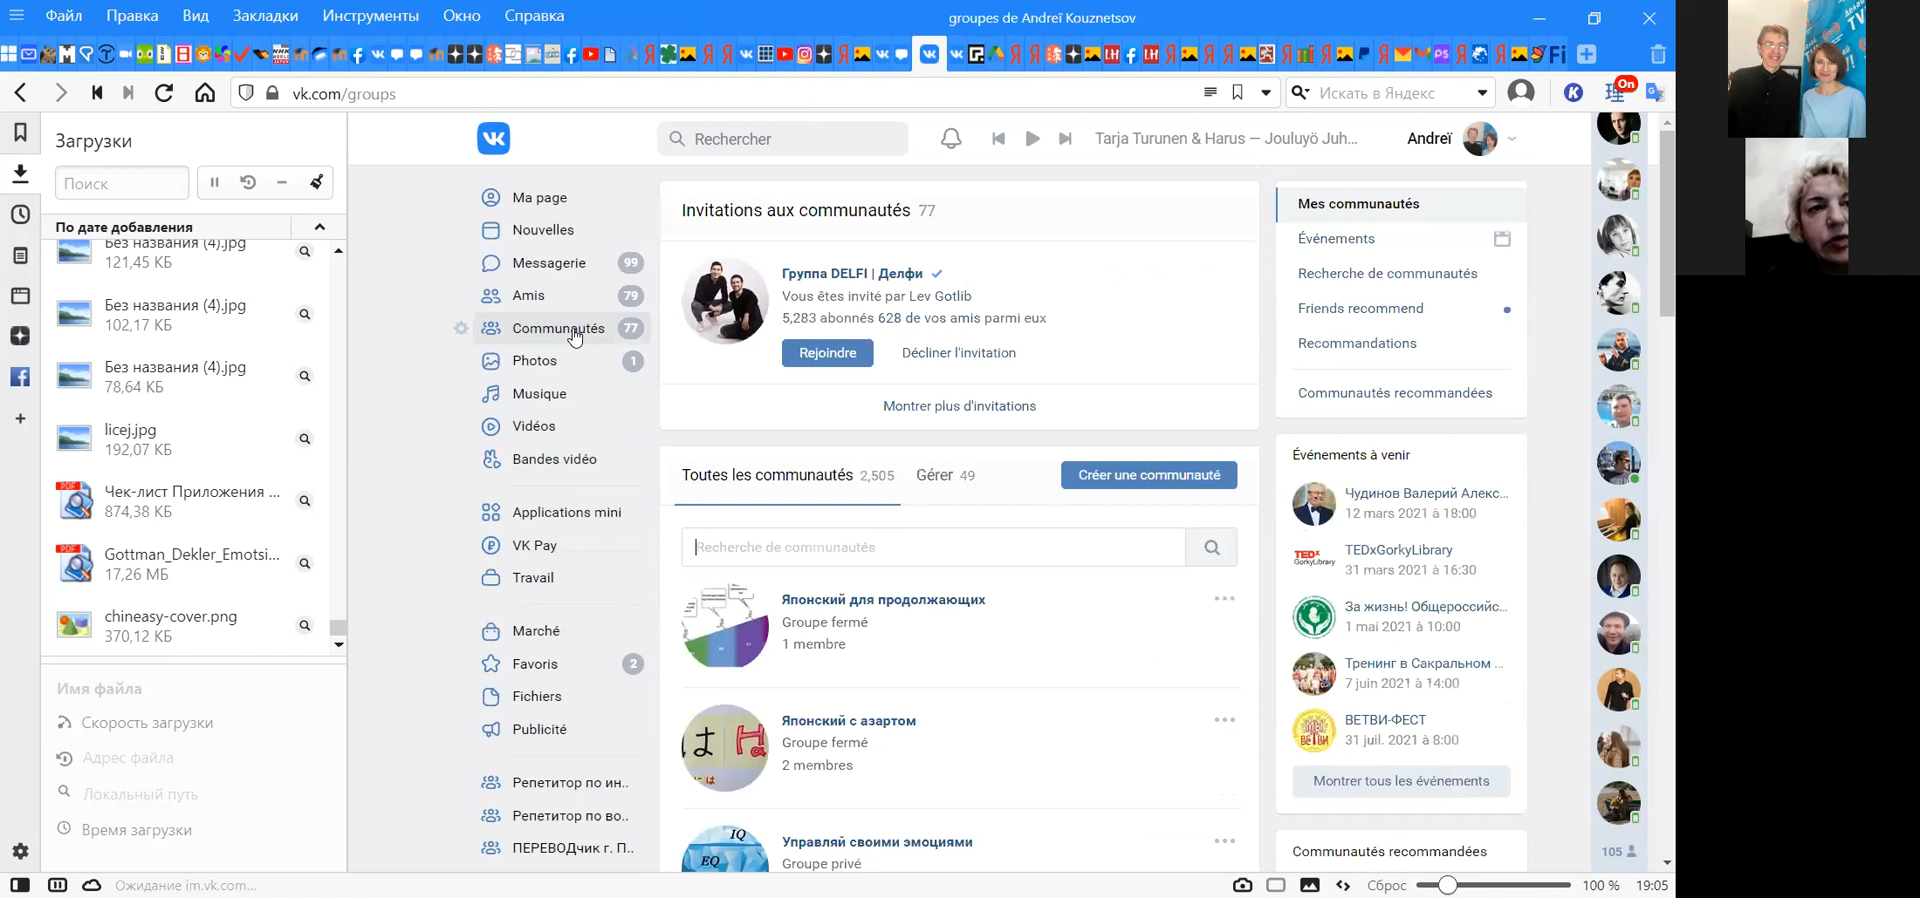 Файл Правка Вид Закладки Инструменты Окно Справка
groupes de Andreï Kouznetsov
vk.com/groups
Искать в Яндекс
On
Загрузки
Поиск
По дате добавления
Без названия (4).jpg
121,45 КБ
Без названия (4).jpg
102,17 КБ
Без названия (4).jpg
78,64 КБ
licej.jpg
192,07 КБ
Чек-лист Приложения ...
874,38 КБ
Gottman_Dekler_Emotsi...
17,26 МБ
chineasy-cover.png
370,12 КБ
Имя файла
Скорость загрузки
Адрес файла
Локальный путь
Время загрузки
Rechercher
Tarja Turunen & Harus — Jouluyö Juh...
Andreï
Ma page
Nouvelles
Messagerie 99
Amis 79
Communautés 77
Photos 1
Musique
Vidéos
Bandes vidéo
Applications mini
VK Pay
Travail
Marché
Favoris 2
Fichiers
Publicité
Репетитор по ин..
Репетитор по во..
ПЕРЕВОДчик г. П..
Invitations aux communautés 77
Группа DELFI | Делфи
Vous êtes invité par Lev Gotlib
5,283 abonnés 628 de vos amis parmi eux
Rejoindre Décliner l'invitation
Montrer plus d'invitations
Toutes les communautés 2,505 Gérer 49 Créer une communauté
Recherche de communautés
Японский для продолжающих
Groupe fermé
1 membre
Японский с азартом
Groupe fermé
2 membres
Управляй своими эмоциями
Groupe privé
IQ
EQ
Mes communautés
Événements
Recherche de communautés
Friends recommend
Recommandations
Communautés recommandées
Événements à venir
Чудинов Валерий Алекс...
12 mars 2021 à 18:00
TEDxGorkyLibrary
31 mars 2021 à 16:30
За жизнь! Общероссийс...
1 mai 2021 à 10:00
Тренинг в Сакральном ...
7 juin 2021 à 14:00
ВЕТВИ-ФЕСТ
31 juil. 2021 à 8:00
Montrer tous les événements
Communautés recommandées
105
Ожидание im.vk.com...
Сброс 100 % 19:05